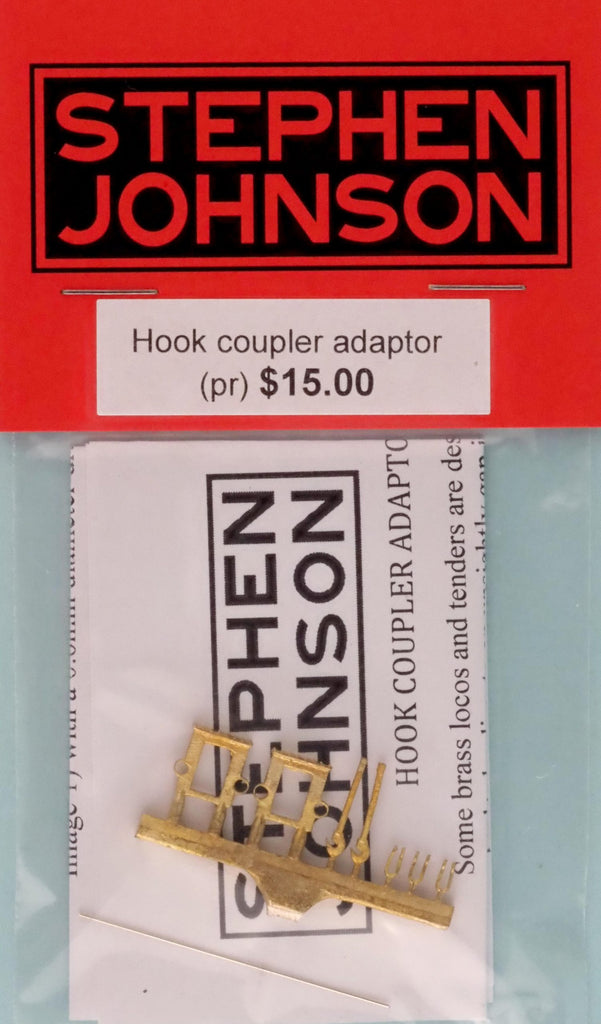 STEPHEN
JOHNSON
Hook coupler adaptor
(pr) $15.00
STEPHEN
JOHNSON
HOOK COUPLER ADAPTO
Some brass locos and tenders are des